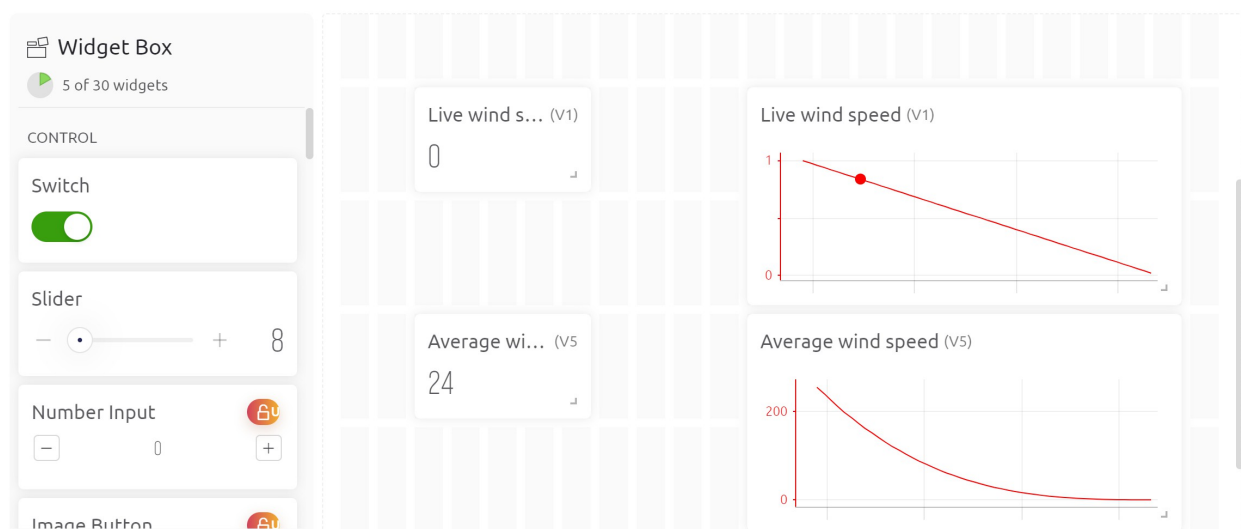 Widget Box
5 of 30 widgets
CONTROL
Switch
Slider
8
Number Input
U
0
Image Button
U
Live wind s... (V1)
0
Live wind speed (V1)
1
0
Average wi... (V5
24
Average wind speed (V5)
200
0